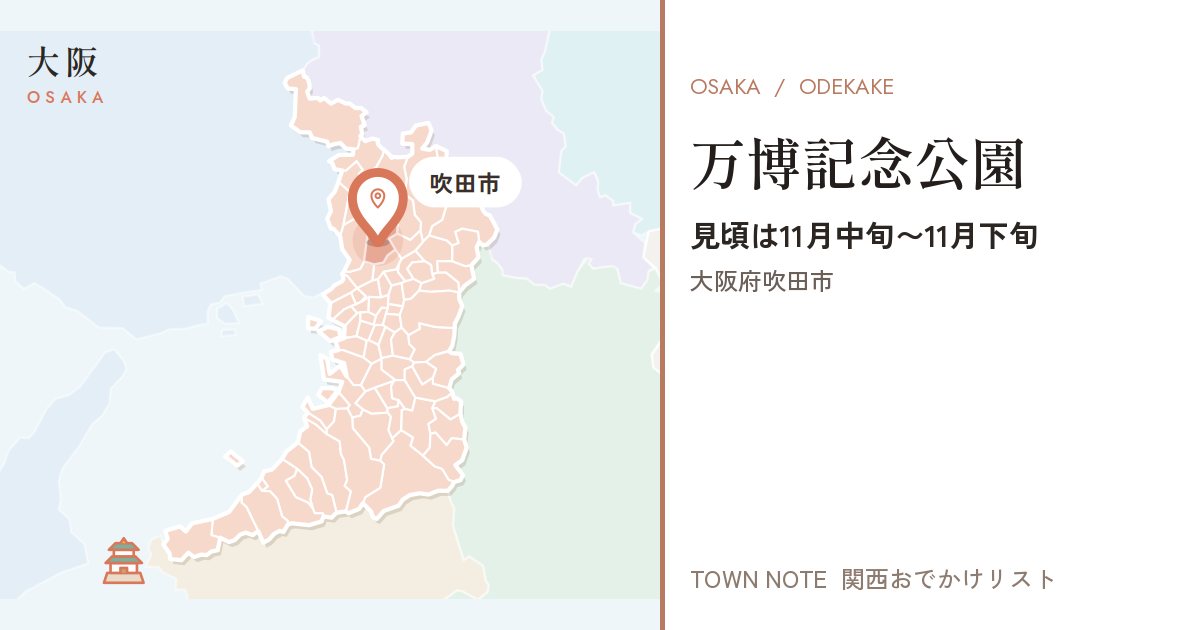 大阪
OSAKA
吹田市
OSAKA / ODEKAKE
万博記念公園
見頃は11月中旬〜11月下旬
大阪府吹田市
TOWN NOTE 関西おでかけリスト